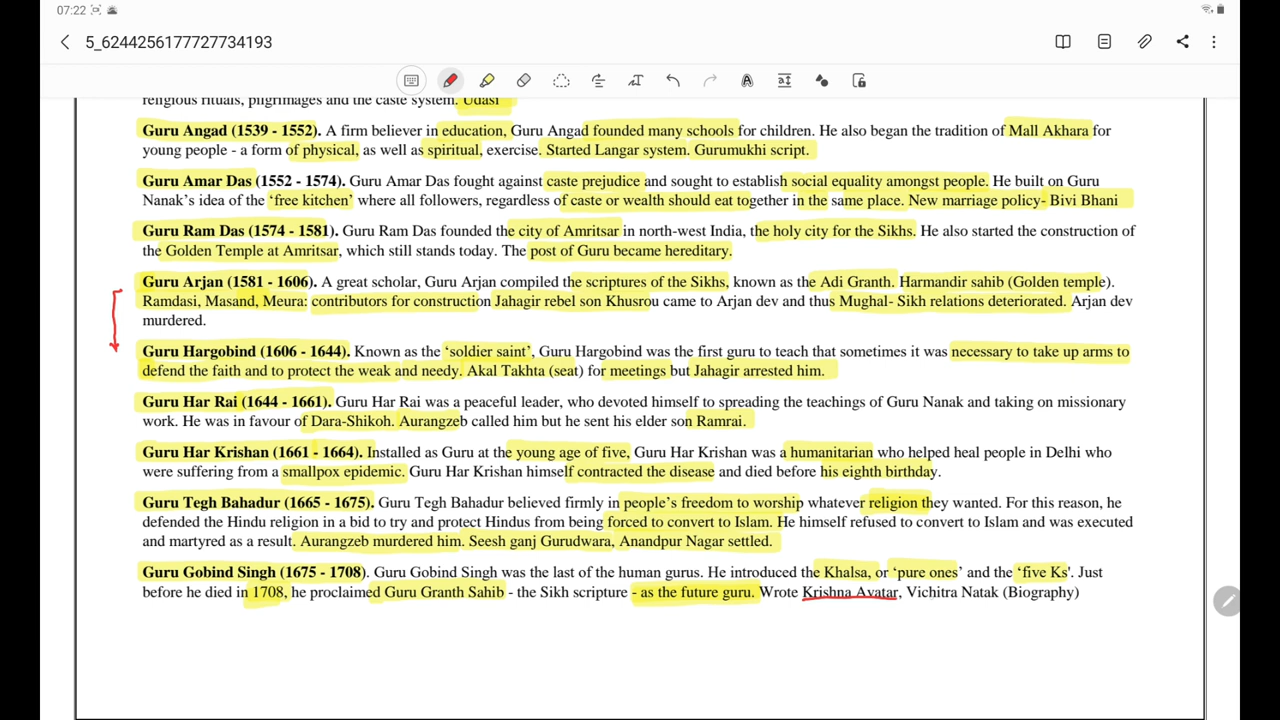 07:22
5_6244256177727734193
religious rituals, pilgrimages and the caste system. Udasi
Guru Angad (1539 - 1552). A firm believer in education, Guru Angad founded many schools for children. He also began the tradition of Mall Akhara for
young people - a form of physical, as well as spiritual, exercise. Started Langar system. Gurumukhi script.
Guru Amar Das (1552 - 1574). Guru Amar Das fought against caste prejudice and sought to establish social equality amongst people. He built on Guru
Nanak's idea of the ‘free kitchen’ where all followers, regardless of caste or wealth should eat together in the same place. New marriage policy- Bivi Bhani
Guru Ram Das (1574 - 1581). Guru Ram Das founded the city of Amritsar in north-west India, the holy city for the Sikhs. He also started the construction of
the Golden Temple at Amritsar, which still stands today. The post of Guru became hereditary.
Guru Arjan (1581 - 1606). A great scholar, Guru Arjan compiled the scriptures of the Sikhs, known as the Adi Granth. Harmandir sahib (Golden temple).
Ramdasi, Masand, Meura: contributors for construction Jahagir rebel son Khusrou came to Arjan dev and thus Mughal- Sikh relations deteriorated. Arjan dev
murdered.
Guru Hargobind (1606 - 1644). Known as the ‘soldier saint’, Guru Hargobind was the first guru to teach that sometimes it was necessary to take up arms to
defend the faith and to protect the weak and needy. Akal Takhta (seat) for meetings but Jahagir arrested him.
Guru Har Rai (1644 - 1661). Guru Har Rai was a peaceful leader, who devoted himself to spreading the teachings of Guru Nanak and taking on missionary
work. He was in favour of Dara-Shikoh. Aurangzeb called him but he sent his elder son Ramrai.
Guru Har Krishan (1661 - 1664). Installed as Guru at the young age of five, Guru Har Krishan was a humanitarian who helped heal people in Delhi who
were suffering from a smallpox epidemic. Guru Har Krishan himself contracted the disease and died before his eighth birthday.
Guru Tegh Bahadur (1665 - 1675). Guru Tegh Bahadur believed firmly in people's freedom to worship whatever religion they wanted. For this reason, he
defended the Hindu religion in a bid to try and protect Hindus from being forced to convert to Islam. He himself refused to convert to Islam and was executed
and martyred as a result. Aurangzeb murdered him. Seesh ganj Gurudwara, Anandpur Nagar settled.
Guru Gobind Singh (1675 - 1708). Guru Gobind Singh was the last of the human gurus. He introduced the Khalsa, or ‘pure ones’ and the ‘five Ks'. Just
before he died in 1708, he proclaimed Guru Granth Sahib - the Sikh scripture - as the future guru. Wrote Krishna Avatar, Vichitra Natak (Biography)